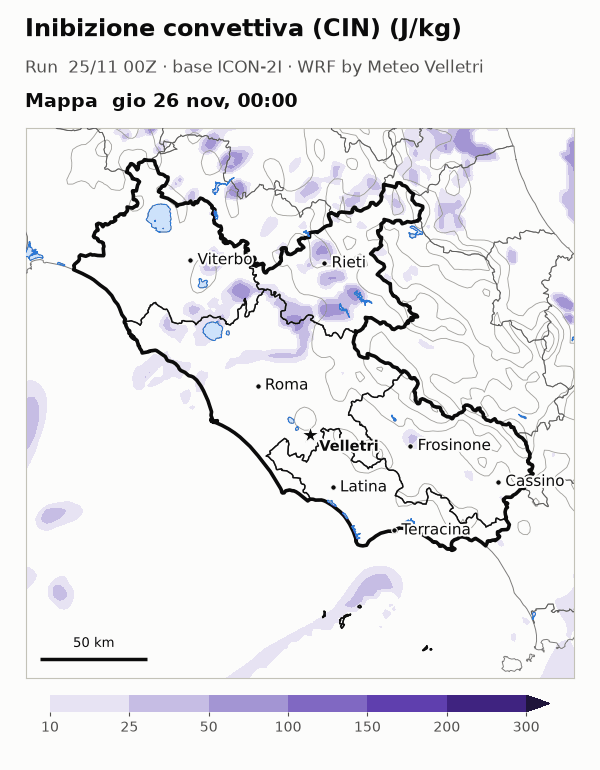 Inibizione convettiva (CIN) (J/kg)
Run  25/11 00Z · base ICON-2I · WRF by Meteo Velletri
Mappa  gio 26 nov, 00:00
Viterbo
Rieti
Roma
Velletri
Frosinone
Cassino
Latina
Terracina
50 km
10 25 50 100 150 200 300